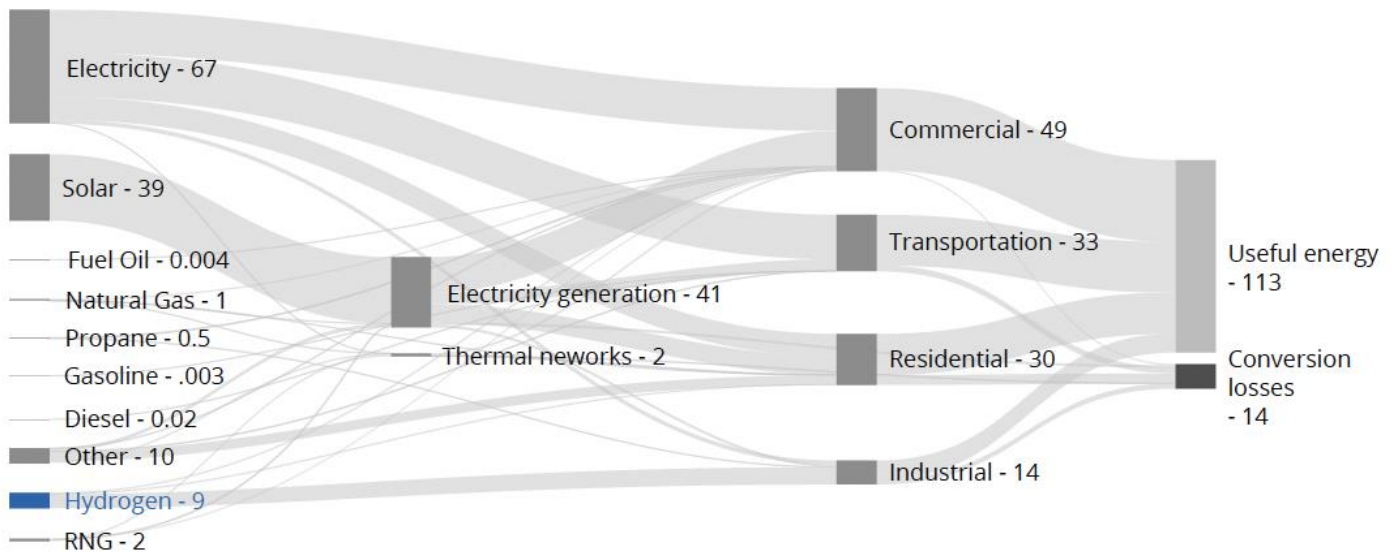 Electricity - 67
Solar - 39
Fuel Oil - 0.004
Natural Gas - 1
Propane - 0.5
Gasoline - .003
Diesel - 0.02
Other - 10
Hydrogen - 9
RNG - 2
Electricity generation - 41
Thermal neworks - 2
Commercial - 49
Transportation - 33
Residential - 30
Industrial - 14
Useful energy
- 113
Conversion
losses
- 14